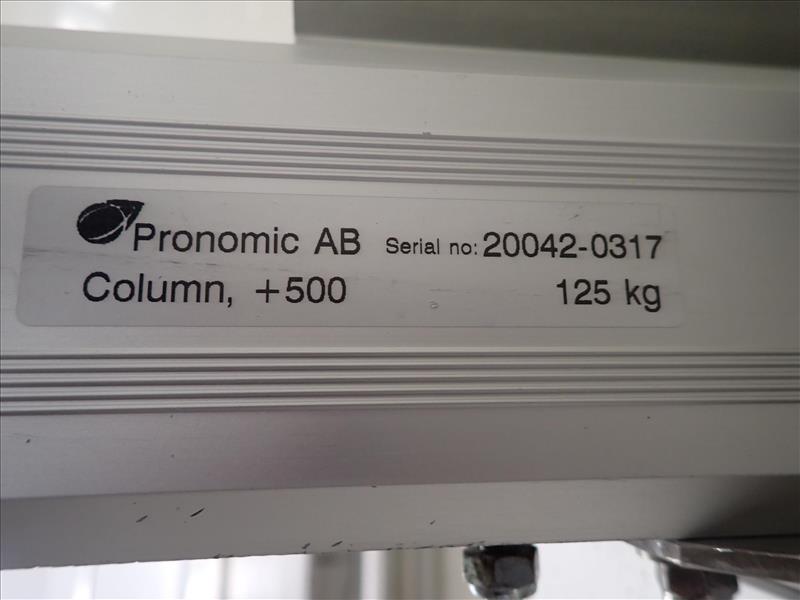 Pronomic AB Serial no: 20042-0317
Column, +500 125 kg